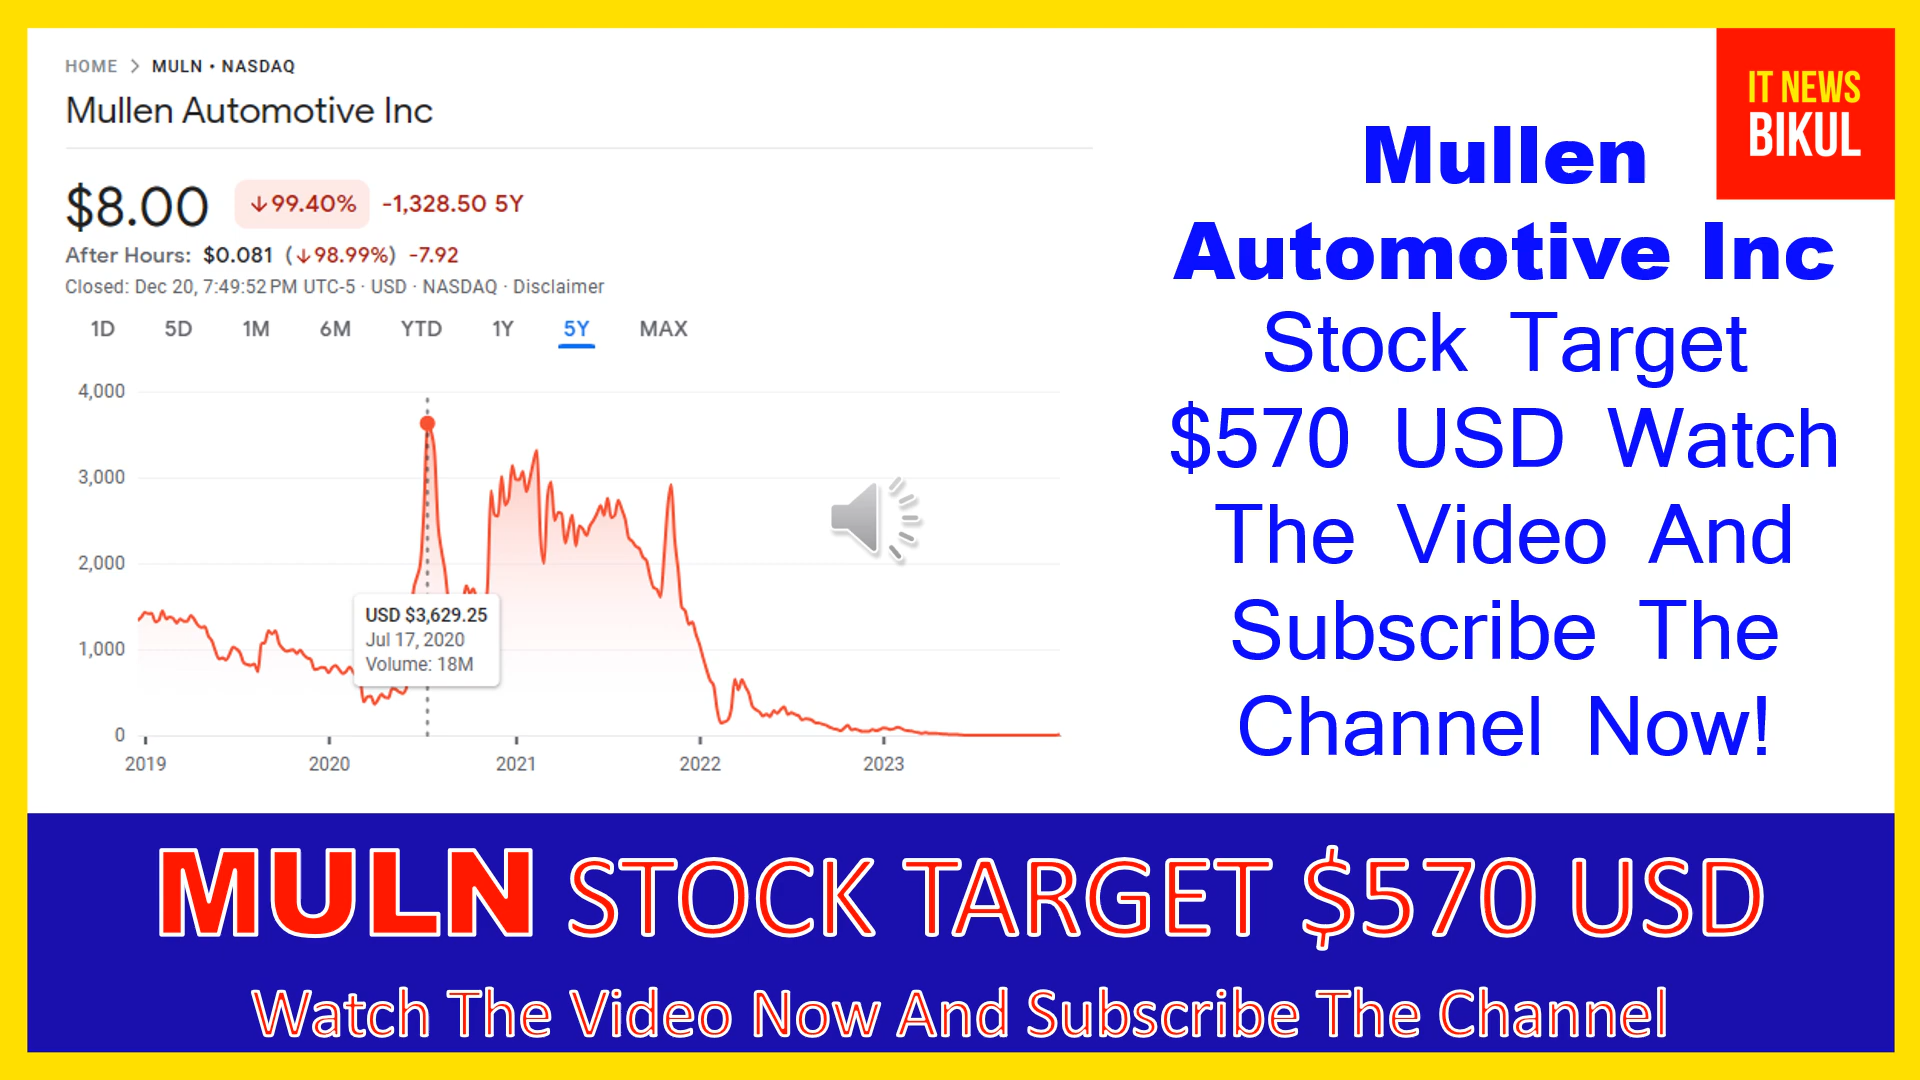 HOME > MULN • NASDAQ
Mullen Automotive Inc
$8.00 ↓99.40% -1,328.50 5Y
After Hours: $0.081 (↓98.99%) -7.92
Closed: Dec 20, 7:49:52 PM UTC-5 · USD · NASDAQ · Disclaimer
1D 5D 1M 6M YTD 1Y 5Y MAX
4,000
3,000
2,000
1,000
0
USD $3,629.25
Jul 17, 2020
Volume: 18M
2019 2020 2021 2022 2023
IT NEWS
BIKUL
Mullen
Automotive Inc
Stock Target
$570 USD Watch
The Video And
Subscribe The
Channel Now!
MULN STOCK TARGET $570 USD
Watch The Video Now And Subscribe The Channel